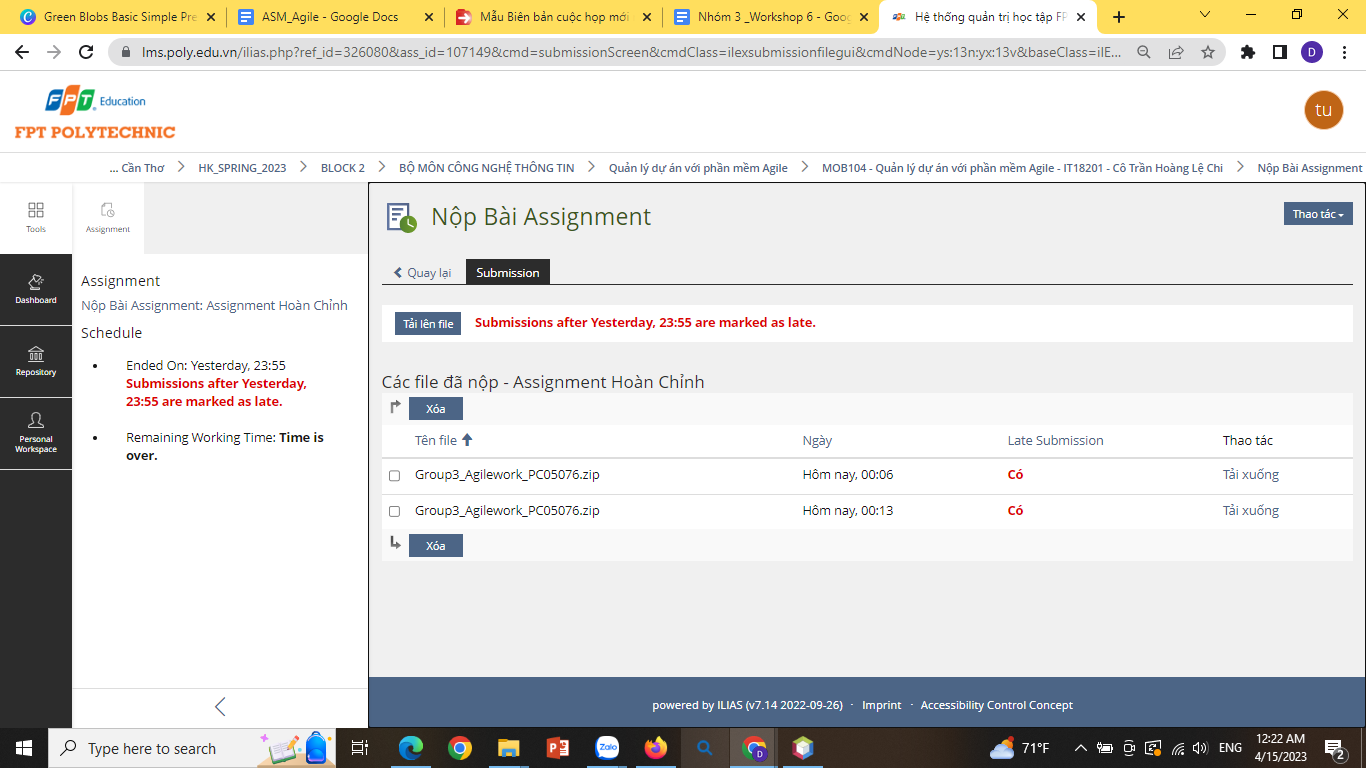 Green Blobs Basic Simple Pre
ASM_Agile - Google Docs
Mẫu Biên bản cuộc họp mới
Nhóm 3 _Workshop 6 - Goog
Hệ thống quản trị học tập FP
lms.poly.edu.vn/ilias.php?ref_id=326080&ass_id=107149&cmd=submissionScreen&cmdClass=ilexsubmissionfilegui&cmdNode=ys:13n:yx:13v&baseClass=ilE...
D
FPT Education
FPT POLYTECHNIC
tu
... Cần Thơ
HK_SPRING_2023
BLOCK 2
BỘ MÔN CÔNG NGHỆ THÔNG TIN
Quản lý dự án với phần mềm Agile
MOB104 - Quản lý dự án với phần mềm Agile - IT18201 - Cô Trần Hoàng Lệ Chi
Nộp Bài Assignment
Tools
Dashboard
Repository
Personal
Workspace
Assignment
Assignment
Nộp Bài Assignment: Assignment Hoàn Chỉnh
Schedule
Ended On: Yesterday, 23:55
Submissions after Yesterday,
23:55 are marked as late.
Remaining Working Time: Time is
over.
Nộp Bài Assignment
Thao tác
Quay lại
Submission
Tải lên file
Submissions after Yesterday, 23:55 are marked as late.
Các file đã nộp - Assignment Hoàn Chỉnh
Xóa
Tên file Ngày Late Submission Thao tác
Group3_Agilework_PC05076.zip Hôm nay, 00:06 Có Tải xuống
Group3_Agilework_PC05076.zip Hôm nay, 00:13 Có Tải xuống
Xóa
powered by ILIAS (v7.14 2022-09-26) · Imprint · Accessibility Control Concept
Type here to search
Zalo
D
71°F
ENG
12:22 AM
4/15/2023
2